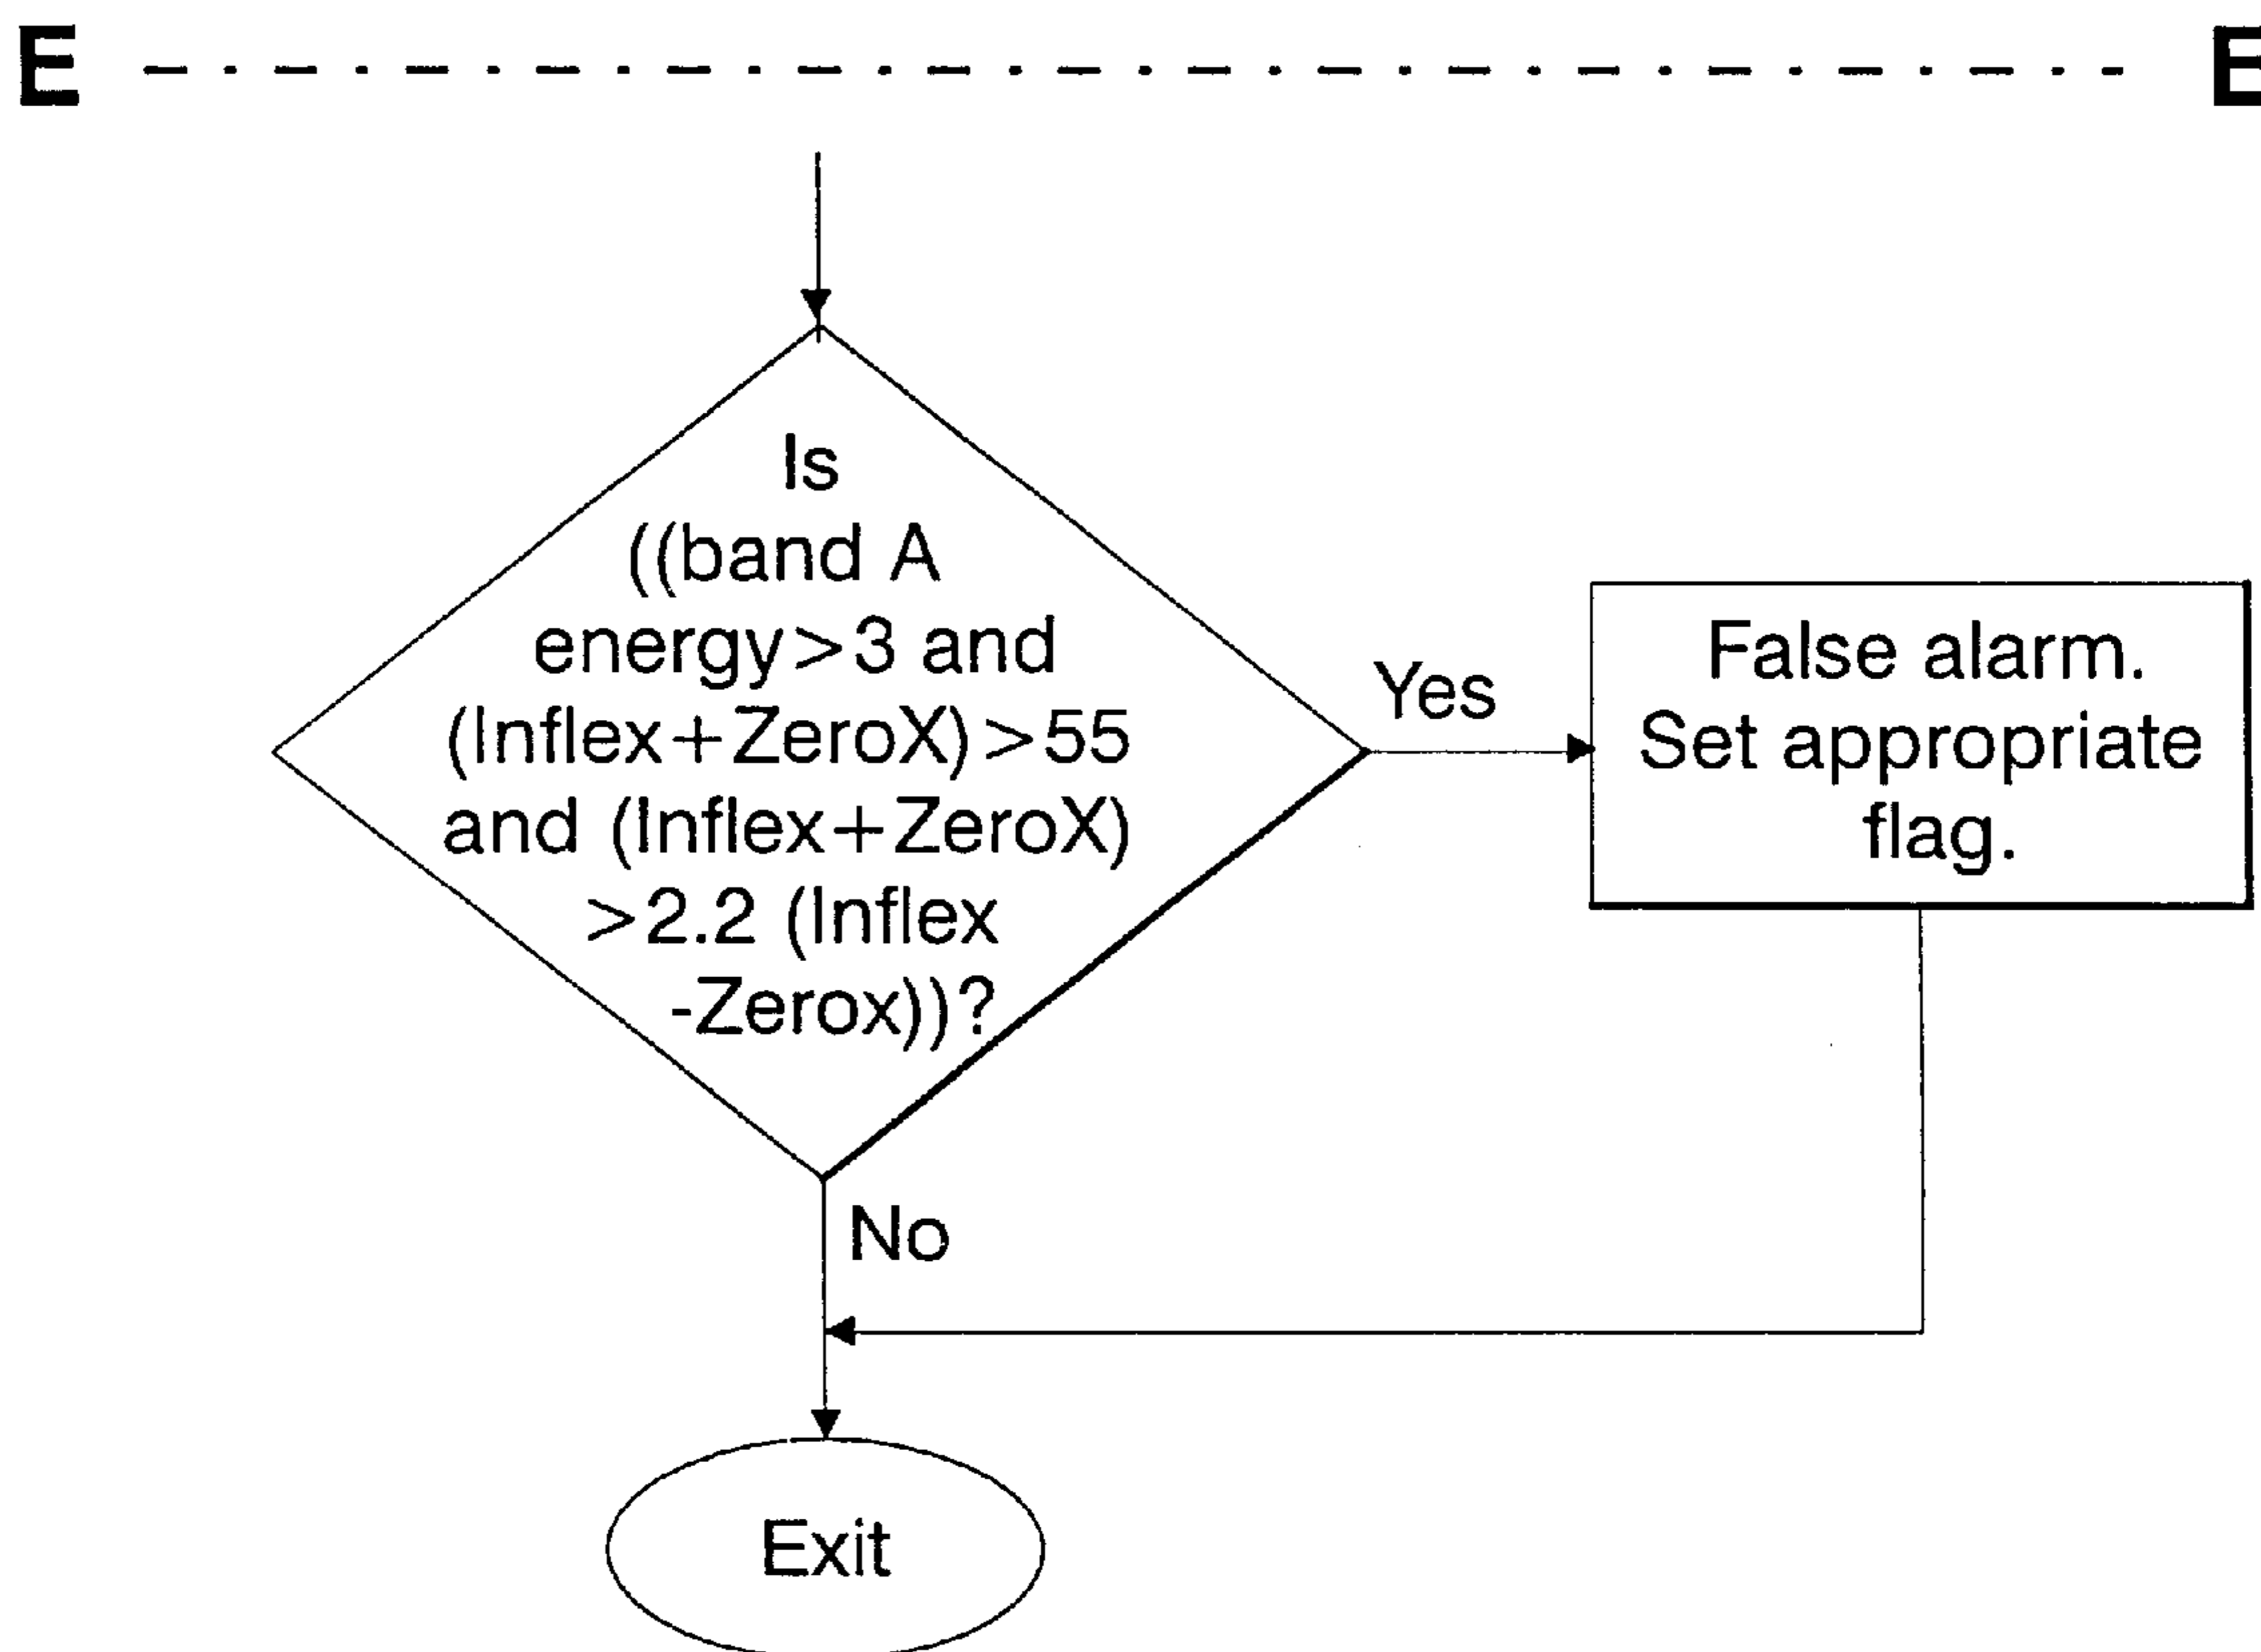 E E
Is
((band A
energy>3 and
(Inflex+ZeroX)>55
and (Inflex+ZeroX)
>2.2 (Inflex
-Zerox))?
Yes
False alarm.
Set appropriate
flag.
No
Exit